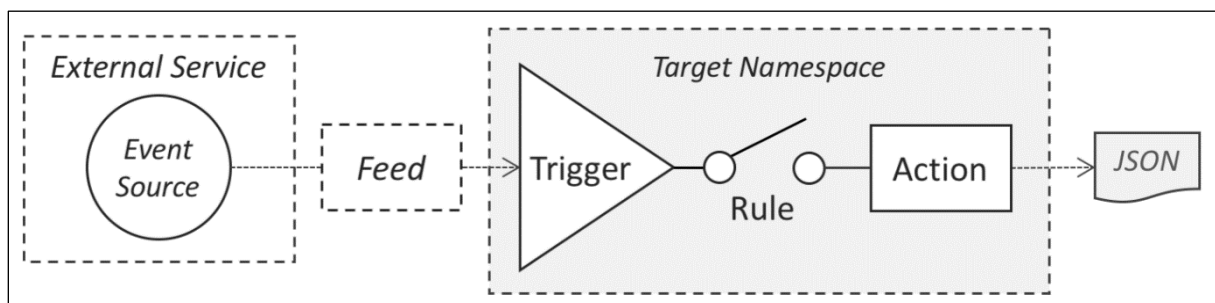 External Service
Event
Source
Feed
Target Namespace
Trigger
Rule
Action
JSON